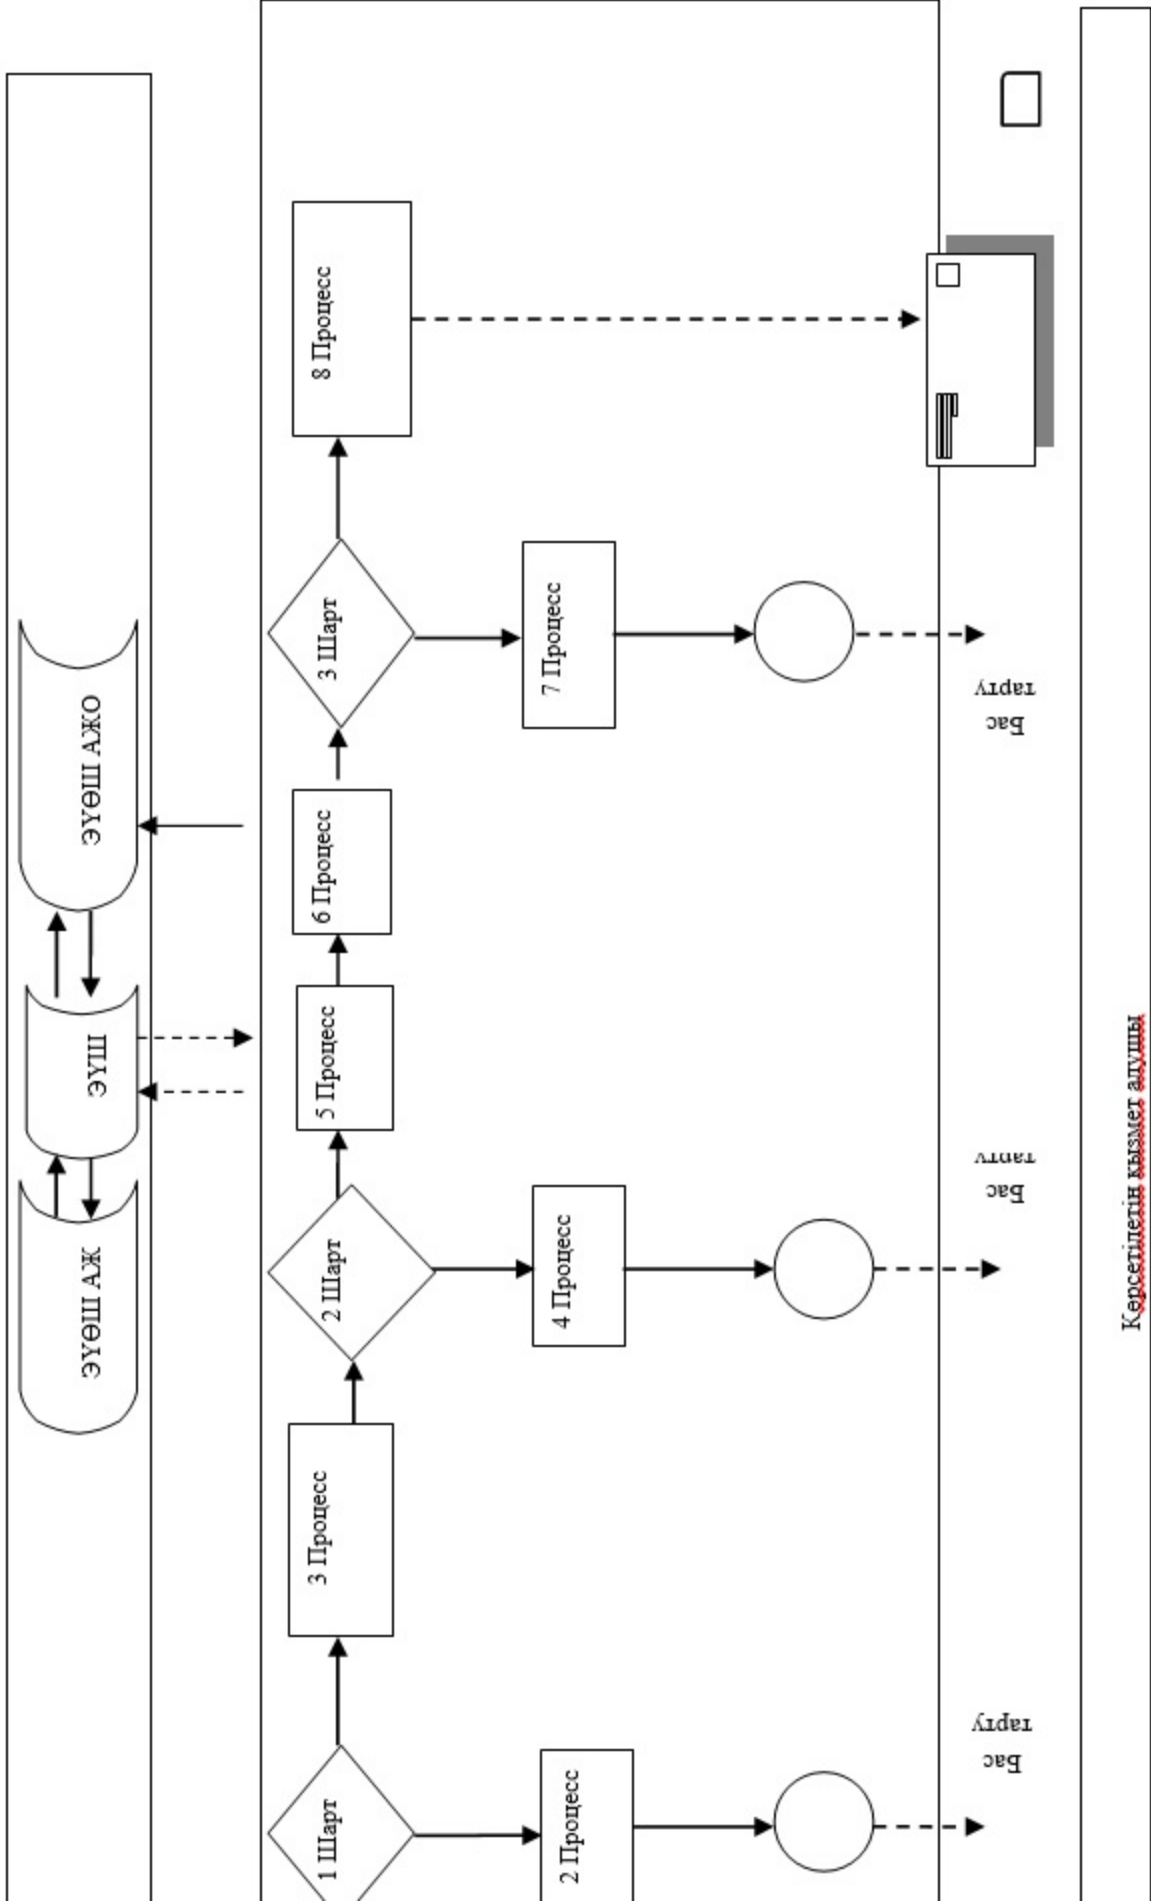 ЭҮӨШ АЖ
ЭҮШ
ЭҮӨШ АЖО
1 Шарт
3 Процесс
2 Шарт
5 Процесс
6 Процесс
3 Шарт
8 Процесс
2 Процесс
4 Процесс
7 Процесс
Бас
тарту
Бас
тарту
Бас
тарту
Көрсетілетін қызмет алушы